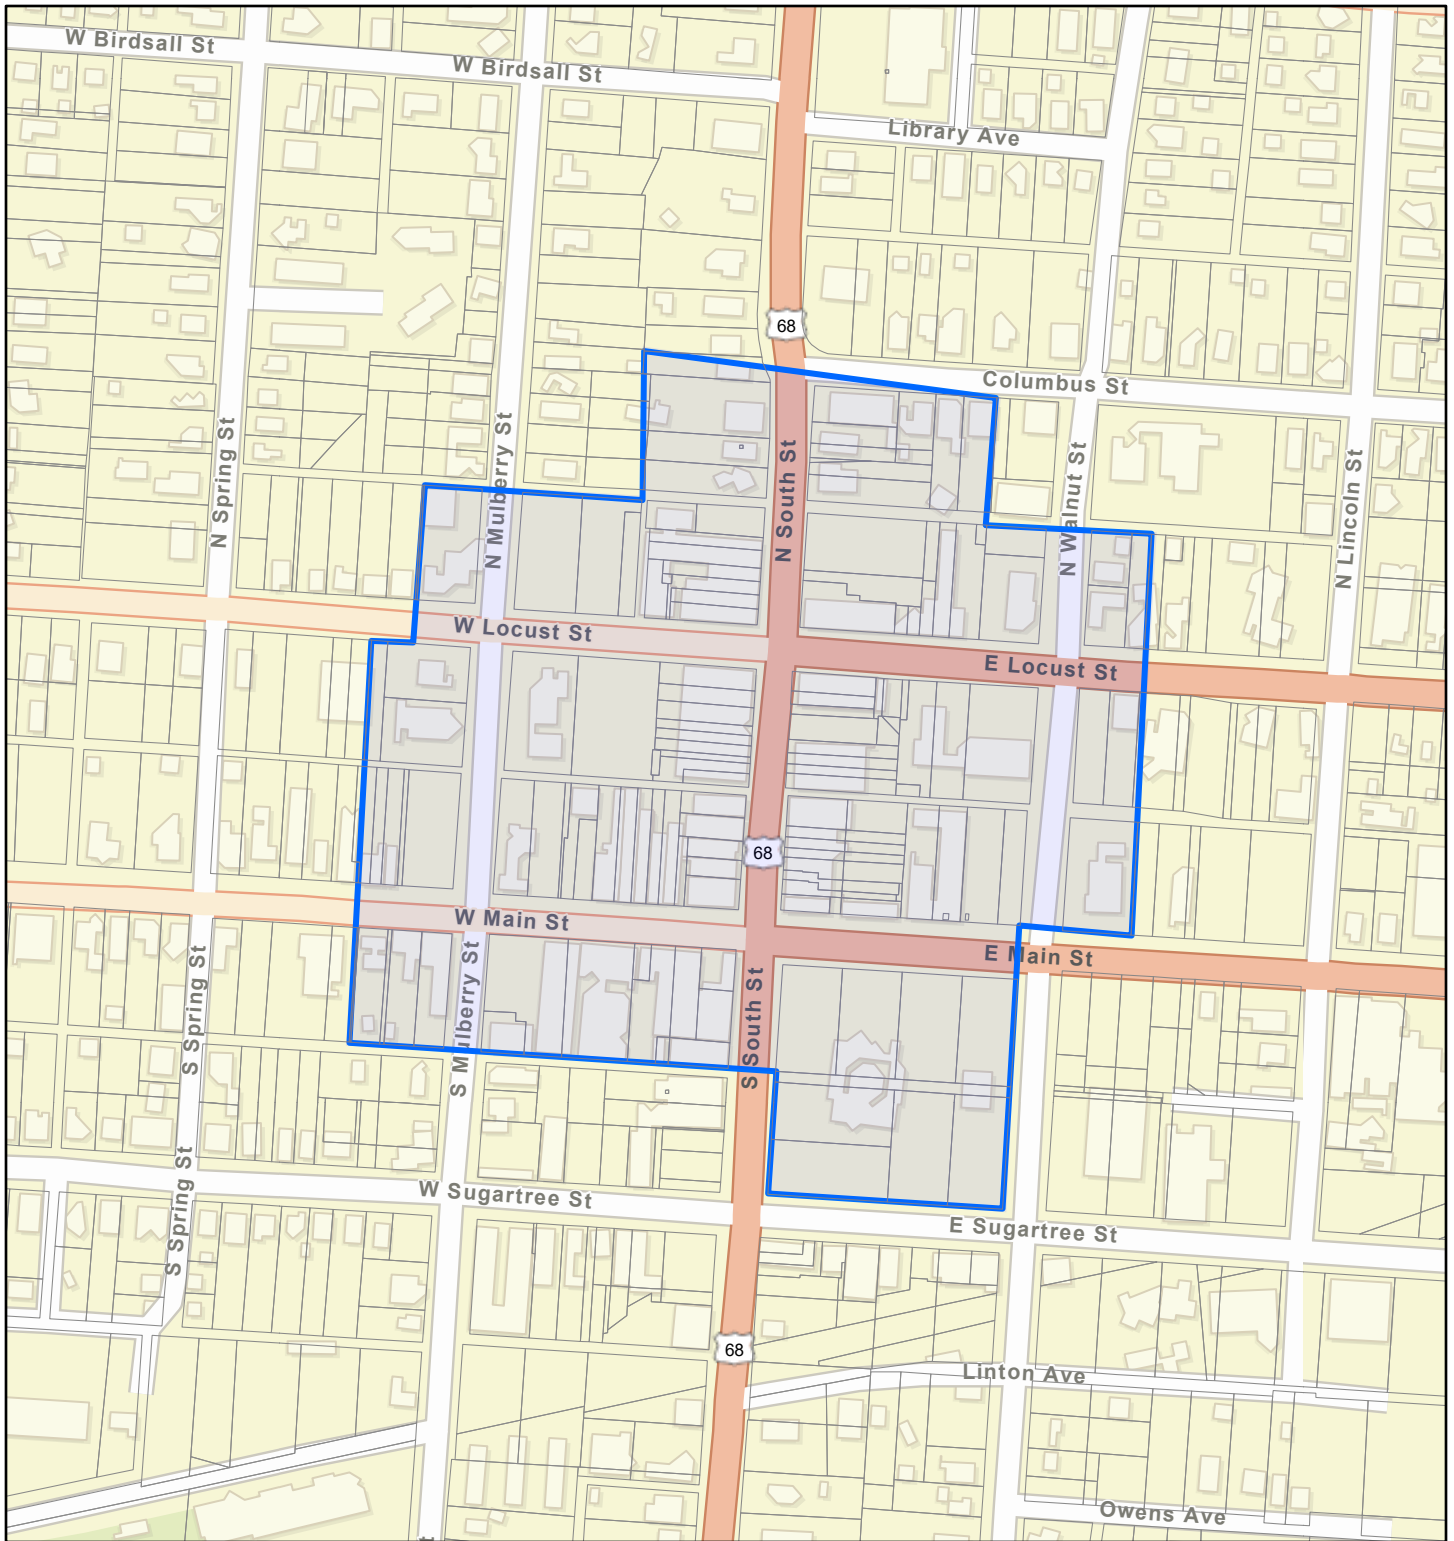 W Birdsall St
W Birdsall St
Library Ave
68
Columbus St
N Spring St
N Mulberry St
N South St
N Walnut St
N Lincoln St
W Locust St
E Locust St
68
W Main St
E Main St
S Spring St
S Mulberry St
S South St
S Spring St
W Sugartree St
E Sugartree St
68
Linton Ave
Owens Ave